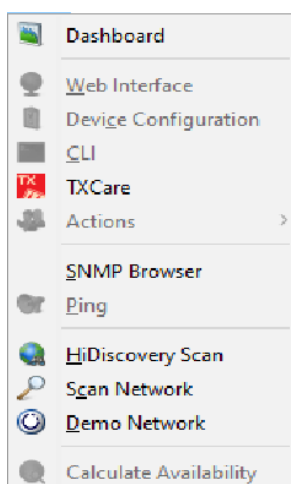 Dashboard
Web Interface
Device Configuration
CLI
TX
TXCare
Actions
SNMP Browser
Ping
HiDiscovery Scan
Scan Network
Demo Network
Calculate Availability